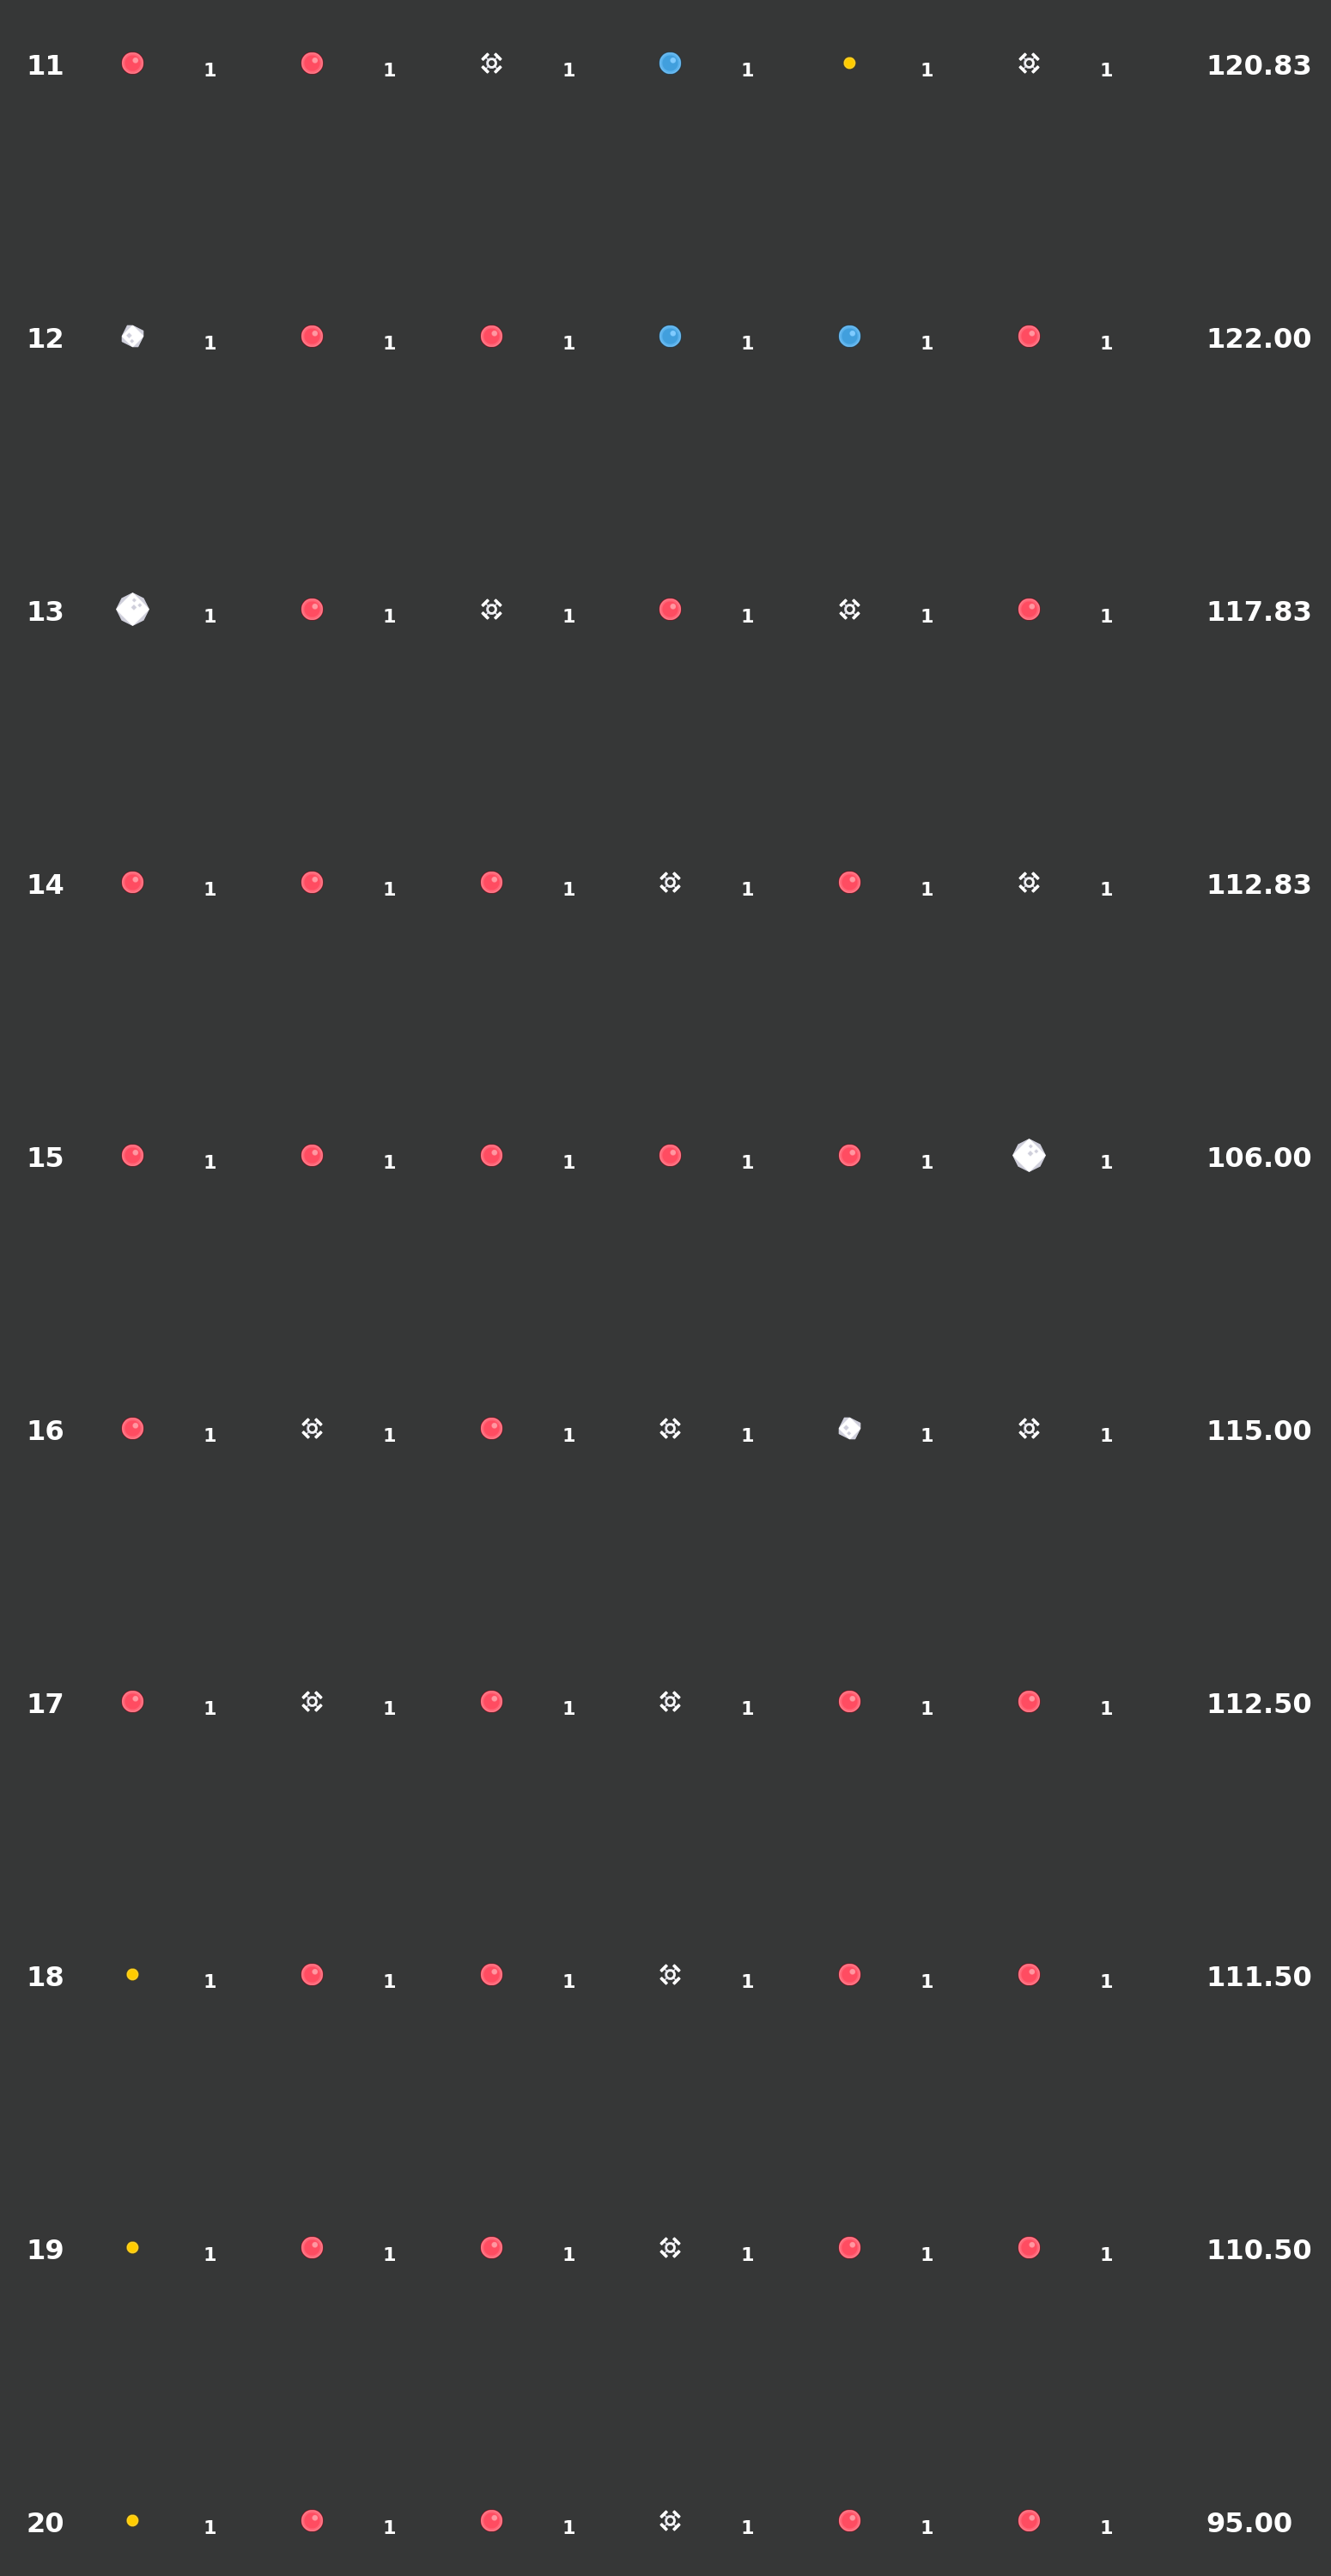 11 1 1 1 1 1 1 120.83
12 1 1 1 1 1 1 122.00
13 1 1 1 1 1 1 117.83
14 1 1 1 1 1 1 112.83
15 1 1 1 1 1 1 106.00
16 1 1 1 1 1 1 115.00
17 1 1 1 1 1 1 112.50
18 1 1 1 1 1 1 111.50
19 1 1 1 1 1 1 110.50
20 1 1 1 1 1 1 95.00